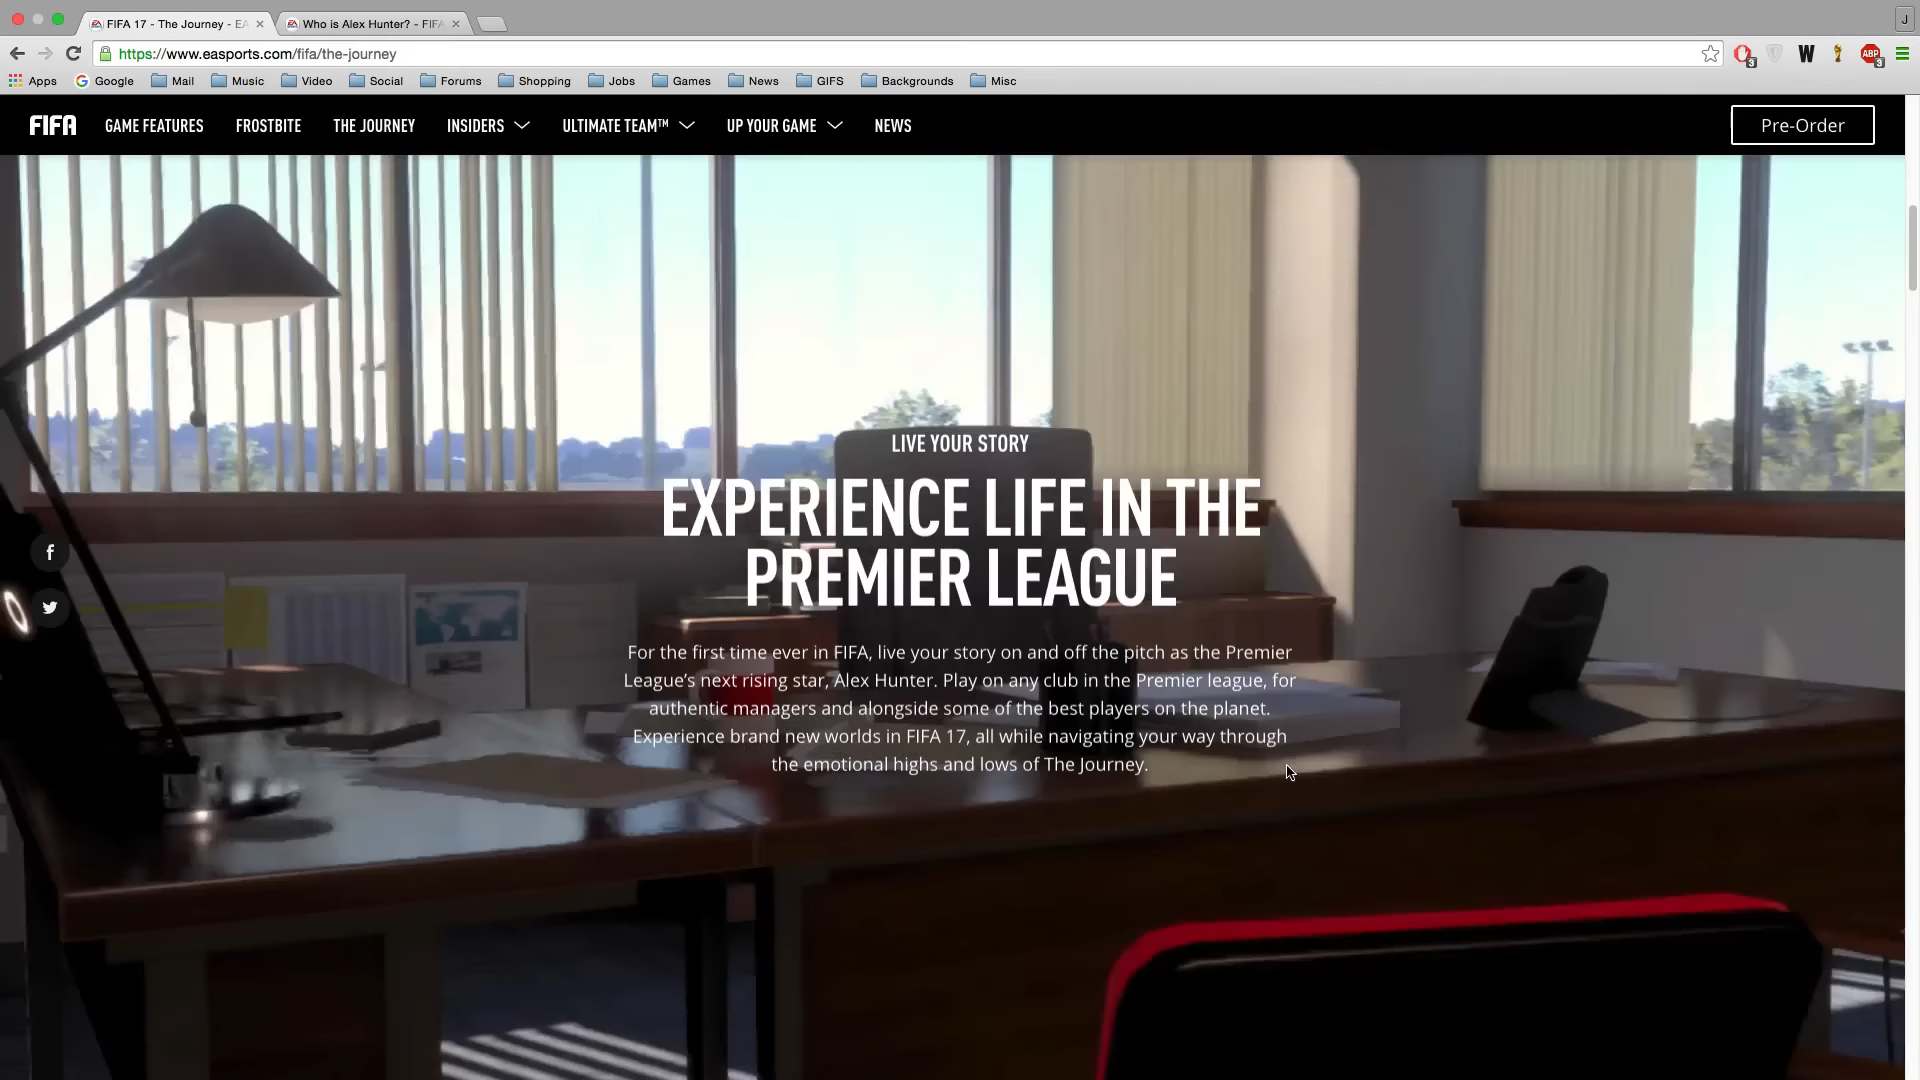 FIFA 17 - The Journey - EA
Who is Alex Hunter? - FIFA
J
https://www.easports.com/fifa/the-journey
3
W
ABP
3
Apps Google Mail Music Video Social Forums Shopping Jobs Games News GIFS Backgrounds Misc
FIFA GAME FEATURES FROSTBITE THE JOURNEY INSIDERS ULTIMATE TEAM™ UP YOUR GAME NEWS Pre-Order
LIVE YOUR STORY
EXPERIENCE LIFE IN THE
PREMIER LEAGUE
For the first time ever in FIFA, live your story on and off the pitch as the Premier
League's next rising star, Alex Hunter. Play on any club in the Premier league, for
authentic managers and alongside some of the best players on the planet.
Experience brand new worlds in FIFA 17, all while navigating your way through
the emotional highs and lows of The Journey.